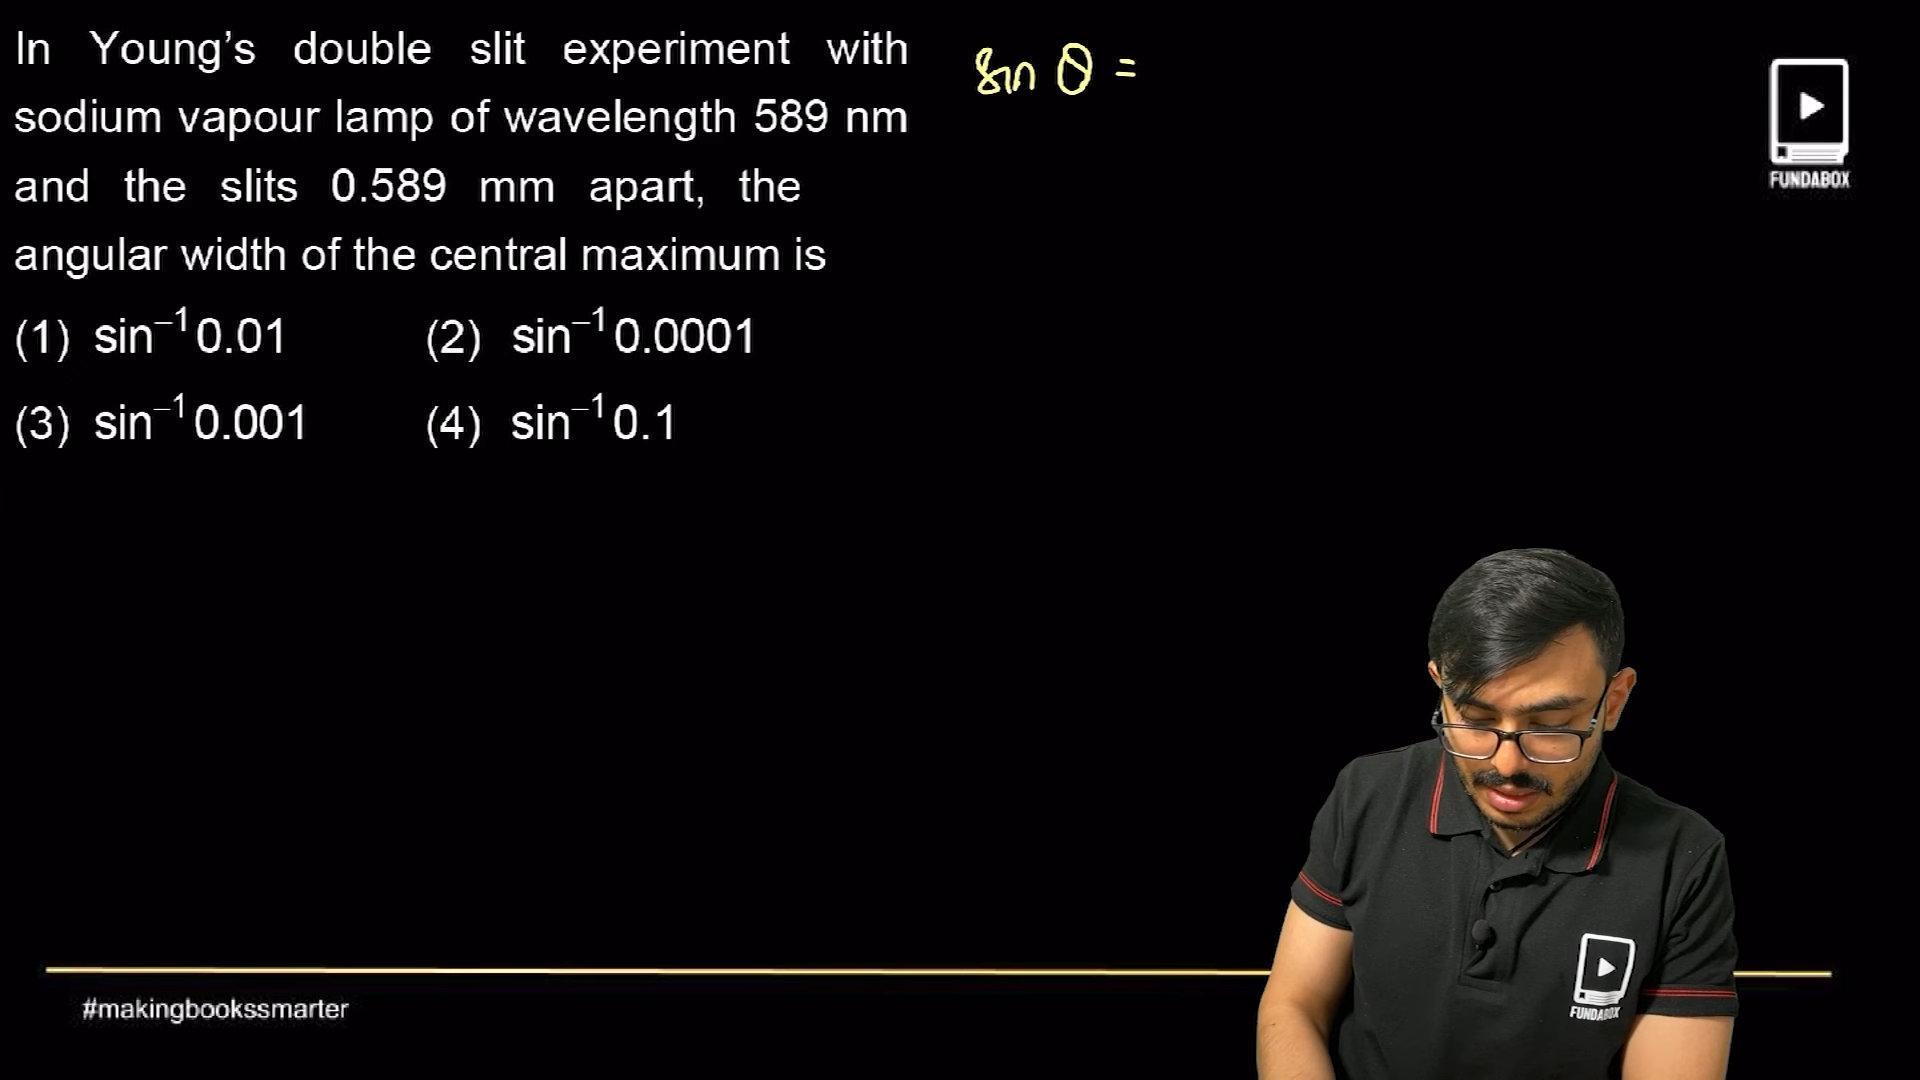 In Young's double slit experiment with
sodium vapour lamp of wavelength 589 nm
and the slits 0.589 mm apart, the
angular width of the central maximum is
(1) sin⁻¹0.01 (2) sin⁻¹0.0001
(3) sin⁻¹0.001 (4) sin⁻¹0.1
sin θ =
FUNDABOX
FUNDABOX
#makingbookssmarter